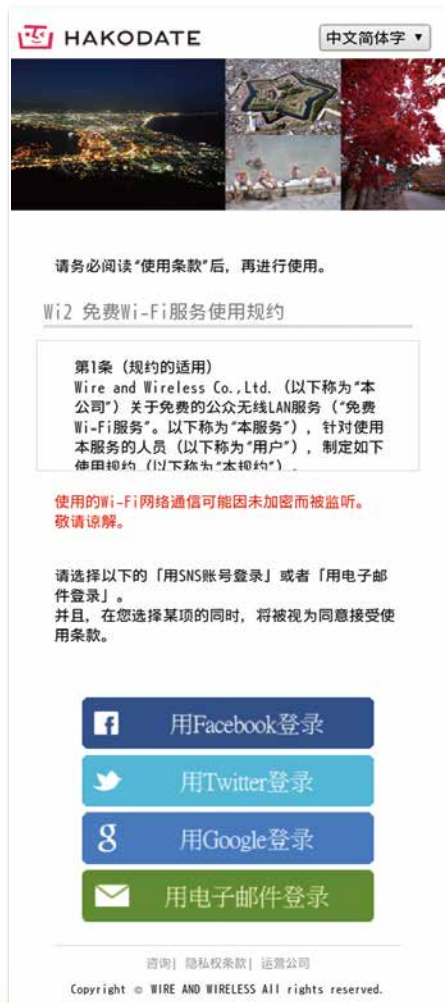 HAKODATE
中文简体字 ▼
请务必阅读“使用条款”后，再进行使用。
Wi2 免费Wi-Fi服务使用规约
第1条（规约的适用）
Wire and Wireless Co.,Ltd.（以下称为“本
公司”）关于免费的公众无线LAN服务（“免费
Wi-Fi服务”。以下称为“本服务”），针对使用
本服务的人员（以下称为“用户”），制定如下
使用规约（以下称为“本规约”）。
使用的Wi-Fi网络通信可能因未加密而被监听。
敬请谅解。
请选择以下的「用SNS账号登录」或者「用电子邮
件登录」。
并且，在您选择某项的同时，将被视为同意接受使
用条款。
用Facebook登录
用Twitter登录
用Google登录
用电子邮件登录
咨询| 隐私权条款| 运营公司
Copyright © WIRE AND WIRELESS All rights reserved.